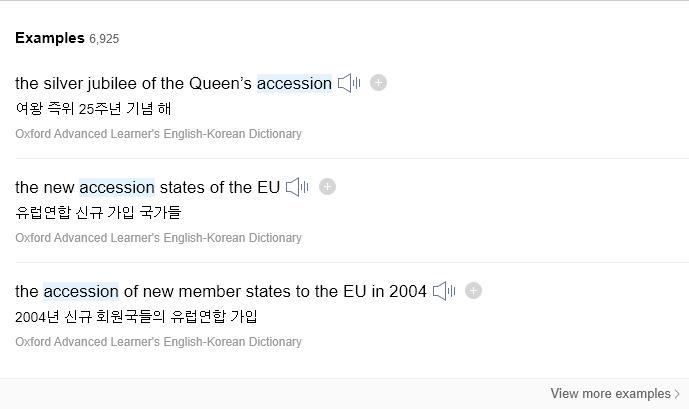 Examples 6,925
the silver jubilee of the Queen’s accession
여왕 즉위 25주년 기념 해
Oxford Advanced Learner's English-Korean Dictionary
the new accession states of the EU
유럽연합 신규 가입 국가들
Oxford Advanced Learner's English-Korean Dictionary
the accession of new member states to the EU in 2004
2004년 신규 회원국들의 유럽연합 가입
Oxford Advanced Learner's English-Korean Dictionary
View more examples